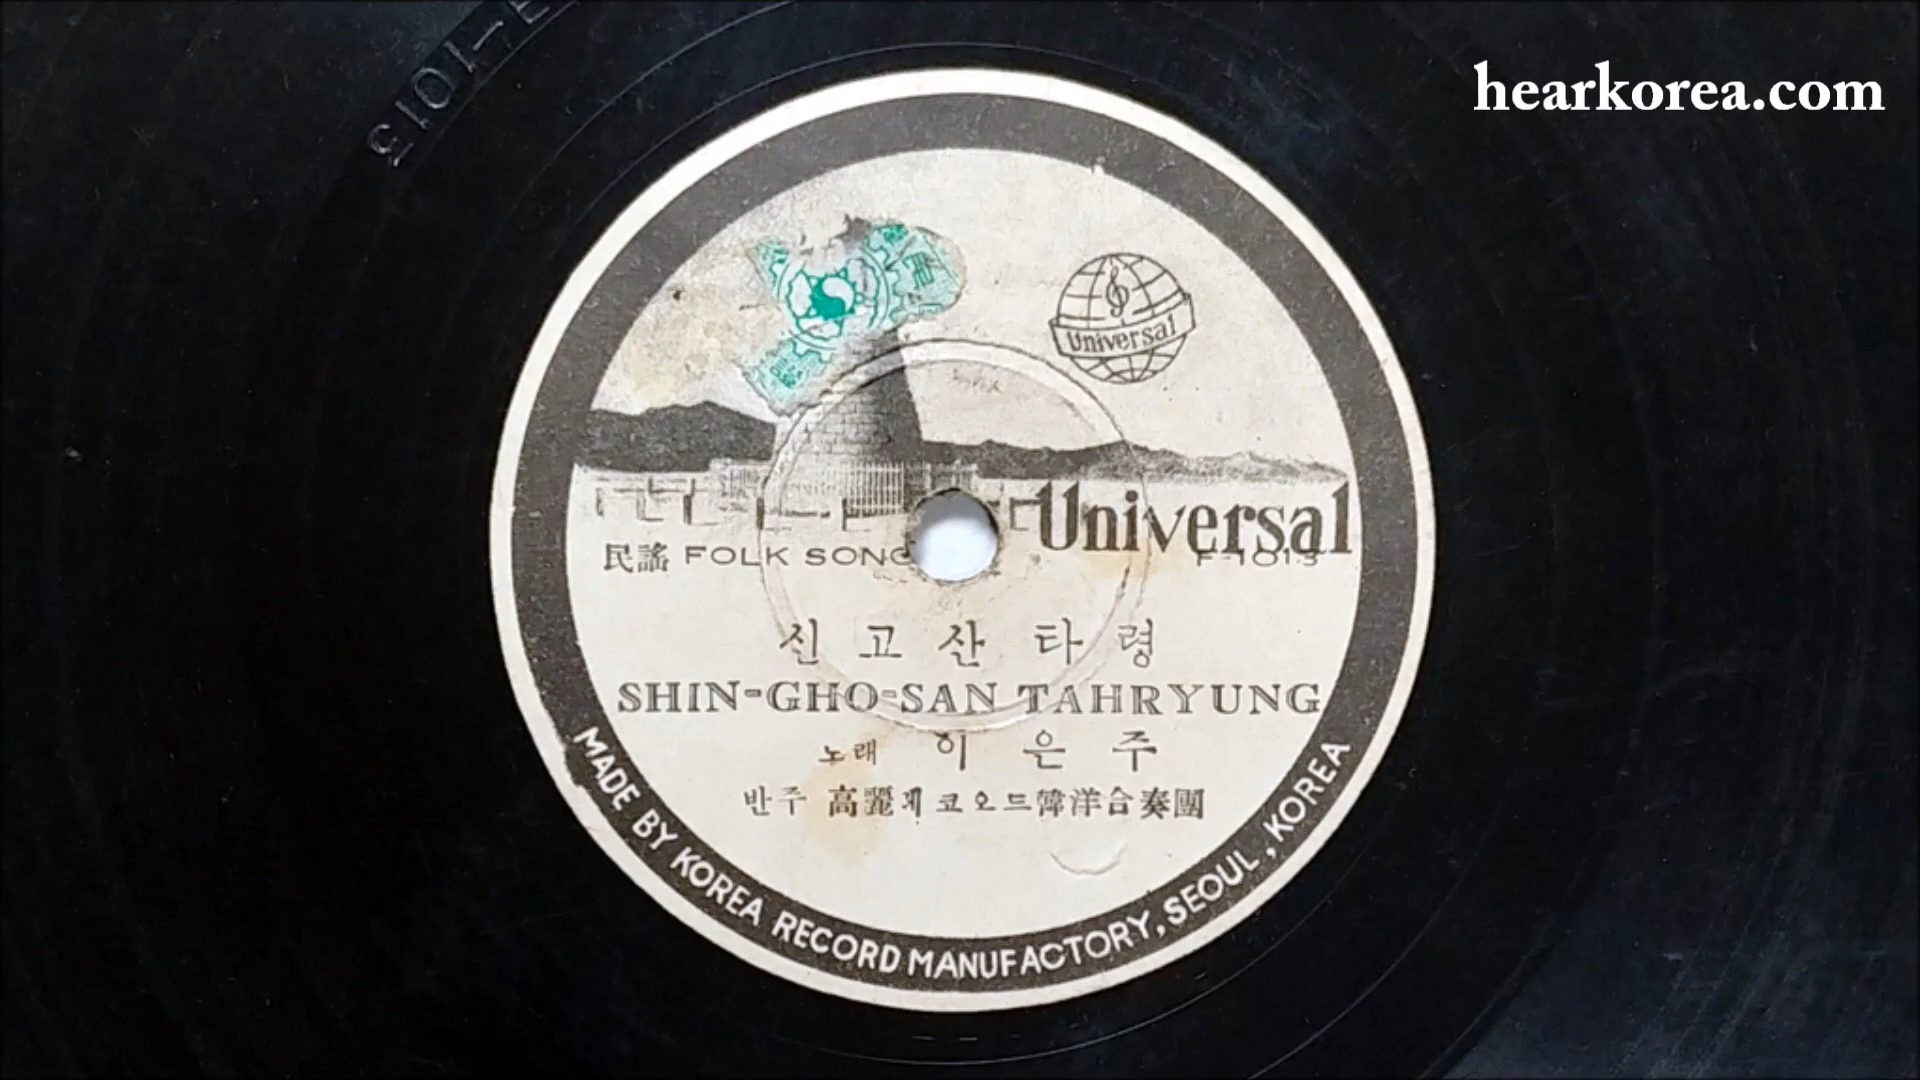 hearkorea.com
Universal
Universal
民謠 FOLK SONG
F-1013
신고산타령
SHIN-GHO-SAN TAHRYUNG
노래 이은주
반주 高麗레코오드韓洋合奏團
MADE BY KOREA RECORD MANUFACTORY, SEOUL, KOREA